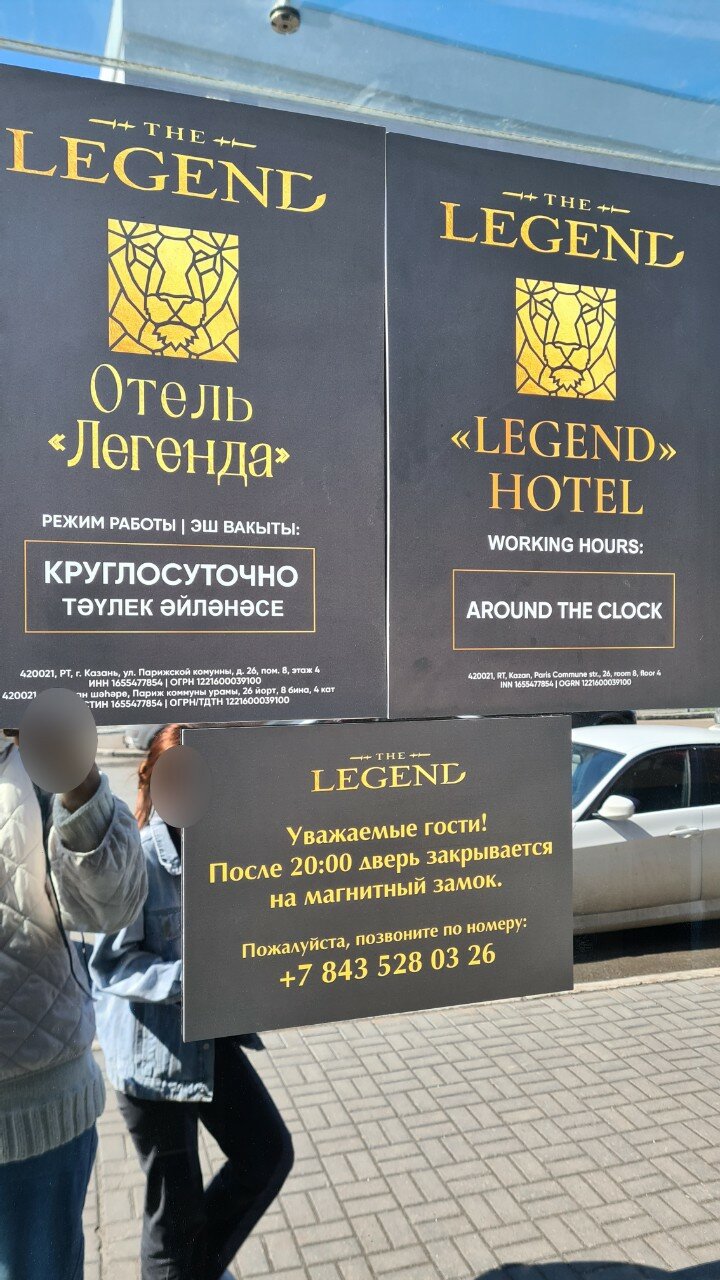 THE
LEGEND
Отель
«Легенда»
РЕЖИМ РАБОТЫ | ЭШ ВАКЫТЫ:
КРУГЛОСУТОЧНО
ТӘҮЛЕК ӘЙЛӘНӘСЕ
420021, РТ, г. Казань, ул. Парижской комунны, д. 26, пом. 8, этаж 4
ИНН 1655477854 | ОГРН 1221600039100
420021, ан шәһәре, Париж коммуны урамы, 26 йорт, 8 бина, 4 кат
СТИН 1655477854 | ОГРН/ТДТН 1221600039100
THE
LEGEND
«LEGEND»
HOTEL
WORKING HOURS:
AROUND THE CLOCK
420021, RT, Kazan, Paris Commune str., 26, room 8, floor 4
INN 1655477854 | OGRN 1221600039100
THE
LEGEND
Уважаемые гости!
После 20:00 дверь закрывается
на магнитный замок.
Пожалуйста, позвоните по номеру:
+7 843 528 03 26